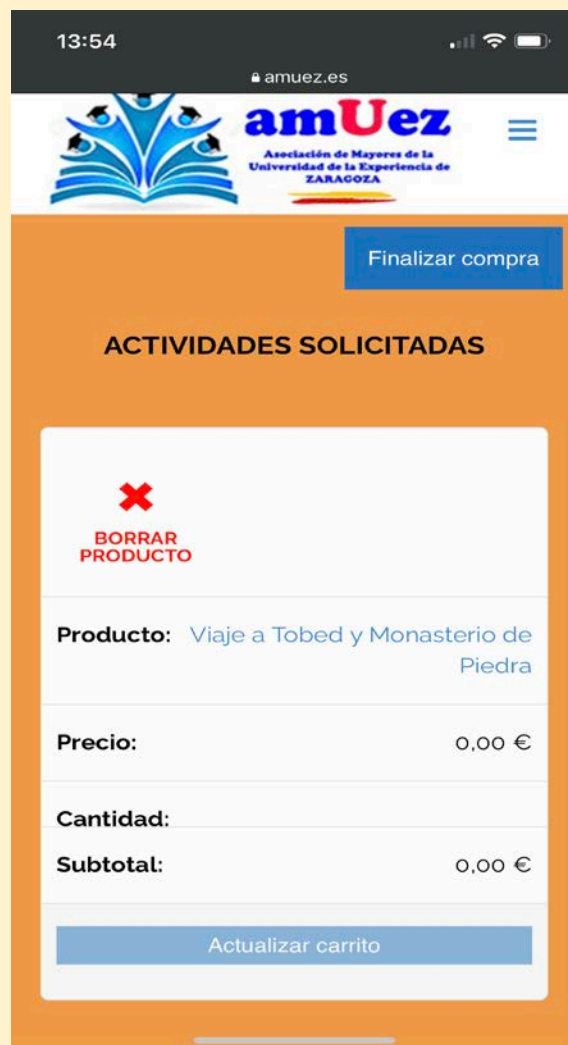 13:54
amuez.es
amUez
Asociación de Mayores de la
Universidad de la Experiencia de
ZARAGOZA
Finalizar compra
ACTIVIDADES SOLICITADAS
BORRAR
PRODUCTO
Producto: Viaje a Tobed y Monasterio de
Piedra
Precio: 0,00 €
Cantidad:
Subtotal: 0,00 €
Actualizar carrito